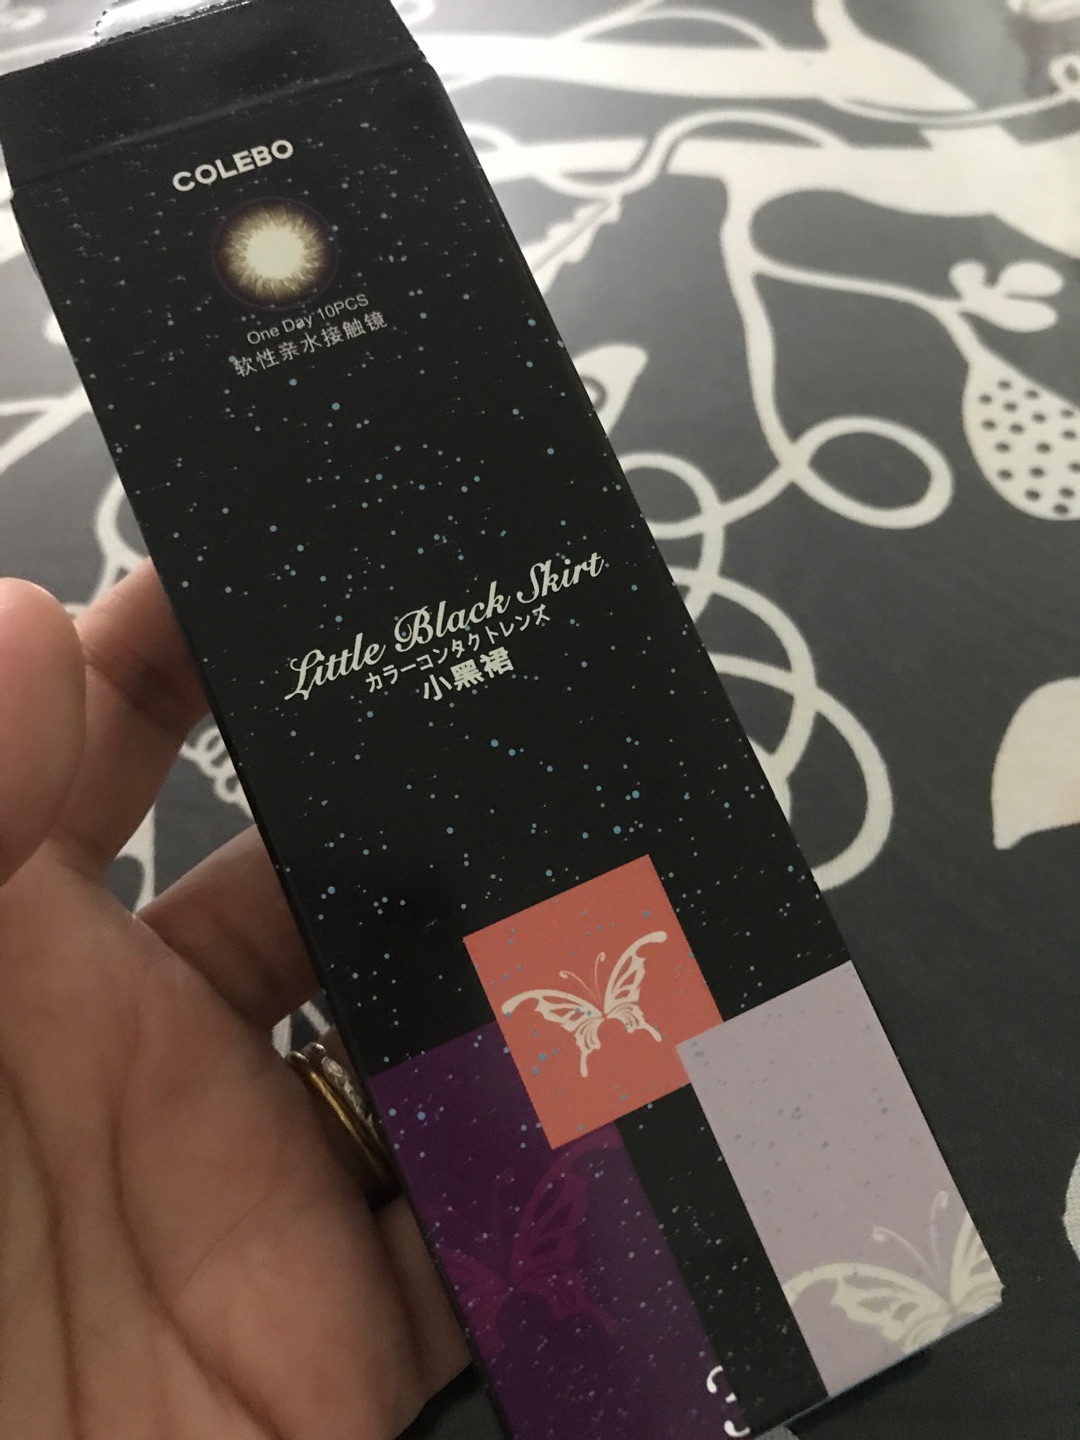 COLEBO
One Day 10PCS
软性亲水接触镜
Little Black Skirt
カラーコンタクトレンズ
小黑裙